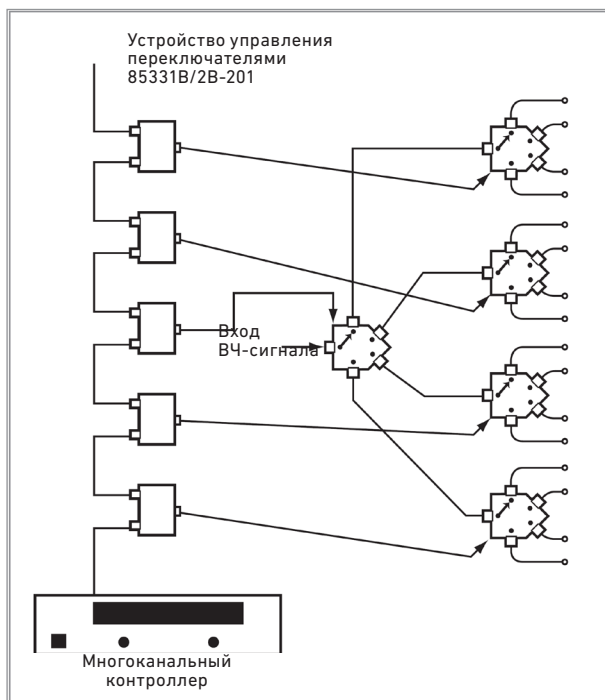 Устройство управления
переключателями
85331B/2B-201
Вход
ВЧ-сигнала
Многоканальный
контроллер